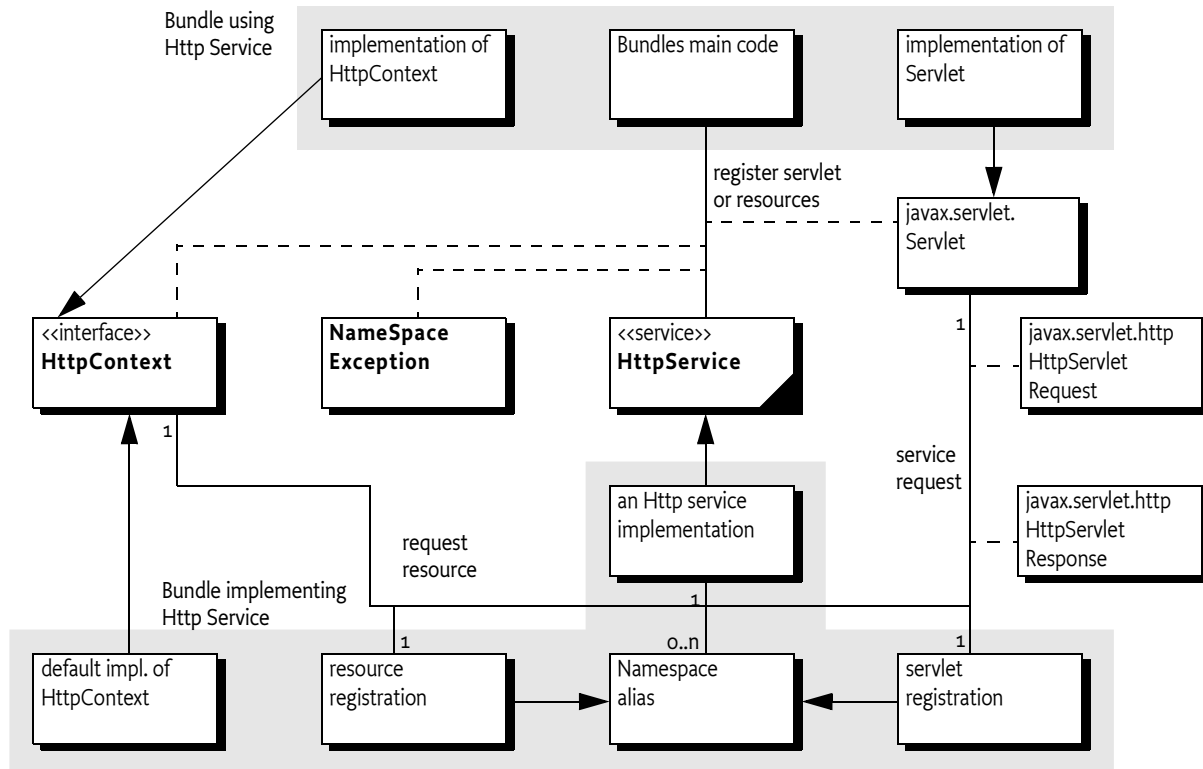 Bundle using
Http Service
implementation of
HttpContext
Bundles main code
implementation of
Servlet
register servlet
or resources
javax.servlet.
Servlet
<<interface>>
HttpContext
NameSpace
Exception
<<service>>
HttpService
1
javax.servlet.http
HttpServlet
Request
1
service
request
an Http service
implementation
javax.servlet.http
HttpServlet
Response
request
resource
Bundle implementing
Http Service
1
1
0..n
1
default impl. of
HttpContext
resource
registration
Namespace
alias
servlet
registration